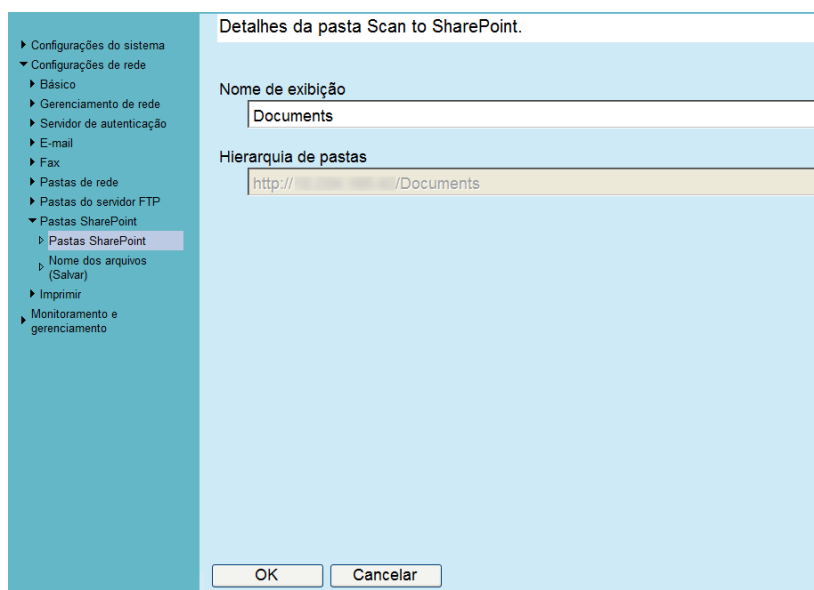 Configurações do sistema
Configurações de rede
Básico
Gerenciamento de rede
Servidor de autenticação
E-mail
Fax
Pastas de rede
Pastas do servidor FTP
Pastas SharePoint
Pastas SharePoint
Nome dos arquivos
(Salvar)
Imprimir
Monitoramento e
gerenciamento
Detalhes da pasta Scan to SharePoint.
Nome de exibição
Documents
Hierarquia de pastas
http:// /Documents
OK
Cancelar